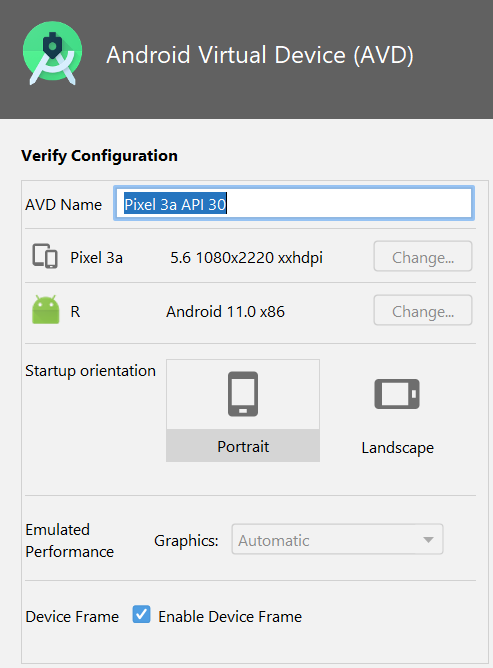 Android Virtual Device (AVD)
Verify Configuration
AVD Name Pixel 3a API 30
Pixel 3a 5.6 1080x2220 xxhdpi Change...
R Android 11.0 x86 Change...
Startup orientation
Portrait Landscape
Emulated
Performance Graphics: Automatic
Device Frame Enable Device Frame